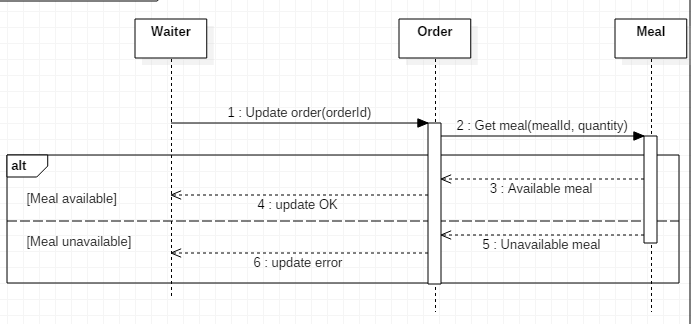 Waiter
Order
Meal
1 : Update order(orderId)
2 : Get meal(mealId, quantity)
alt
3 : Available meal
[Meal available]
4 : update OK
[Meal unavailable]
5 : Unavailable meal
6 : update error